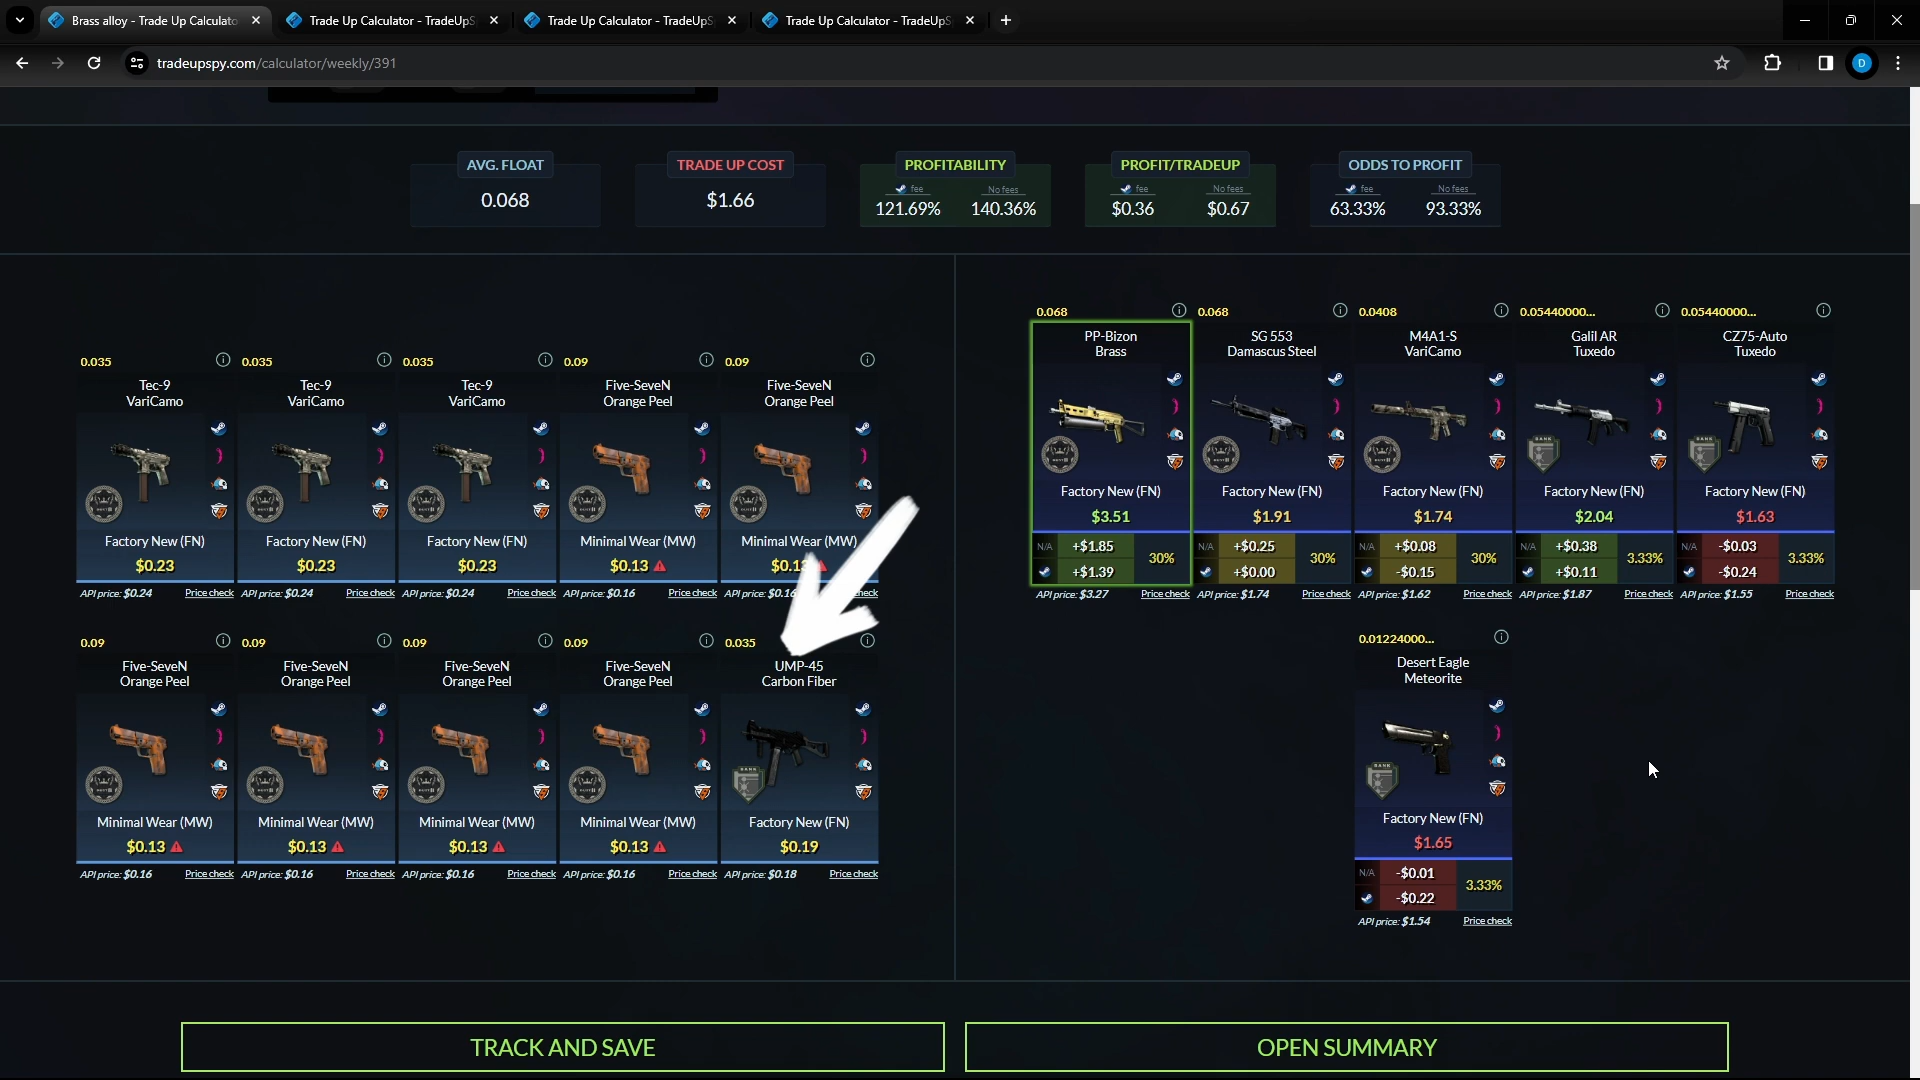 Brass alloy - Trade Up Calculato
Trade Up Calculator - TradeUpS
Trade Up Calculator - TradeUpS
Trade Up Calculator - TradeUpS
tradeupspy.com/calculator/weekly/391
D
AVG. FLOAT
0.068
TRADE UP COST
$1.66
PROFITABILITY
fee No fees
121.69% 140.36%
PROFIT/TRADEUP
fee No fees
$0.36 $0.67
ODDS TO PROFIT
fee No fees
63.33% 93.33%
0.035
Tec-9
VariCamo
Factory New (FN)
$0.23
API price: $0.24 Price check
0.035
Tec-9
VariCamo
Factory New (FN)
$0.23
API price: $0.24 Price check
0.035
Tec-9
VariCamo
Factory New (FN)
$0.23
API price: $0.24 Price check
0.09
Five-SeveN
Orange Peel
Minimal Wear (MW)
$0.13
API price: $0.16 Price check
0.09
Five-SeveN
Orange Peel
Minimal Wear (MW)
$0.13
API price: $0.16 check
0.09
Five-SeveN
Orange Peel
Minimal Wear (MW)
$0.13
API price: $0.16 Price check
0.09
Five-SeveN
Orange Peel
Minimal Wear (MW)
$0.13
API price: $0.16 Price check
0.09
Five-SeveN
Orange Peel
Minimal Wear (MW)
$0.13
API price: $0.16 Price check
0.09
Five-SeveN
Orange Peel
Minimal Wear (MW)
$0.13
API price: $0.16 Price check
0.035
UMP-45
Carbon Fiber
BANK
Factory New (FN)
$0.19
API price: $0.18 Price check
0.068
PP-Bizon
Brass
Factory New (FN)
$3.51
N/A +$1.85
30%
+$1.39
API price: $3.27 Price check
0.068
SG 553
Damascus Steel
Factory New (FN)
$1.91
N/A +$0.25
30%
+$0.00
API price: $1.74 Price check
0.0408
M4A1-S
VariCamo
Factory New (FN)
$1.74
N/A +$0.08
30%
-$0.15
API price: $1.62 Price check
0.05440000...
Galil AR
Tuxedo
BANK
Factory New (FN)
$2.04
N/A +$0.38
3.33%
+$0.11
API price: $1.87 Price check
0.05440000...
CZ75-Auto
Tuxedo
BANK
Factory New (FN)
$1.63
N/A -$0.03
3.33%
-$0.24
API price: $1.55 Price check
0.01224000...
Desert Eagle
Meteorite
BANK
Factory New (FN)
$1.65
N/A -$0.01
3.33%
-$0.22
API price: $1.54 Price check
TRACK AND SAVE
OPEN SUMMARY